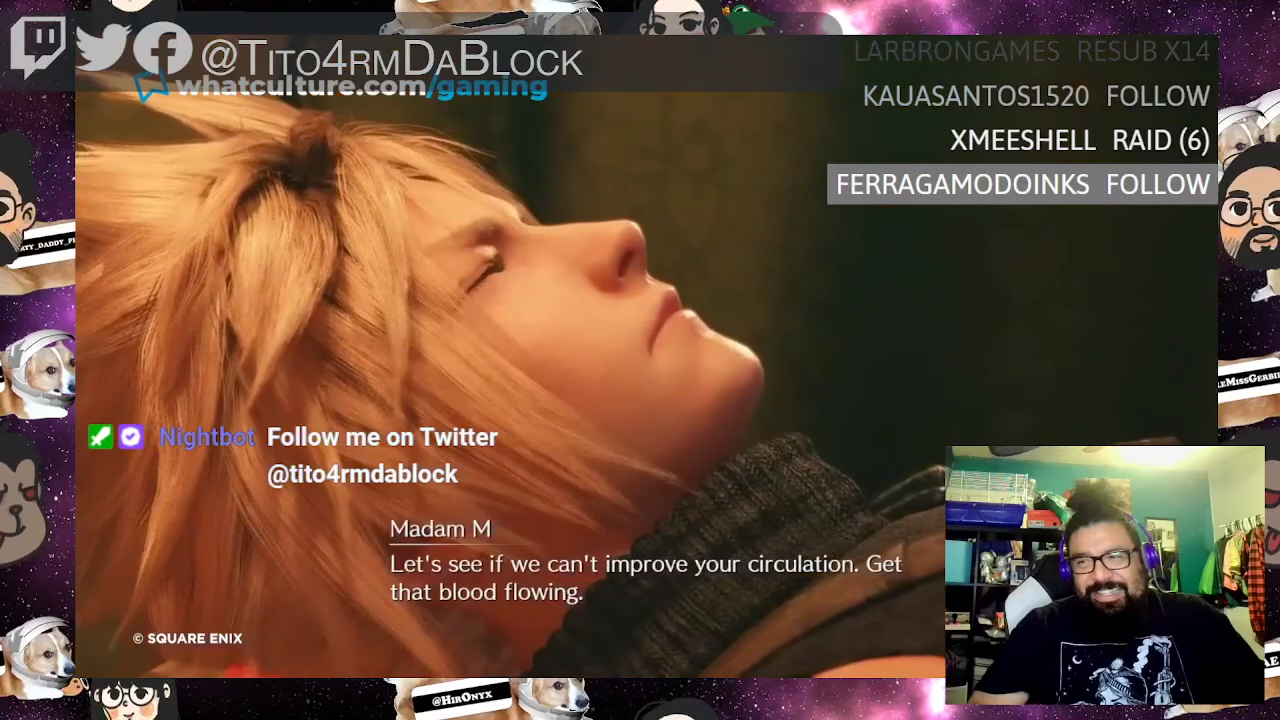 @Tito4rmDaBlock
whatculture.com/gaming
LARBRONGAMES RESUB X14
KAUASANTOS1520 FOLLOW
XMEESHELL RAID (6)
FERRAGAMODOINKS FOLLOW
Nightbot Follow me on Twitter
@tito4rmdablock
Madam M
Let's see if we can't improve your circulation. Get
that blood flowing.
© SQUARE ENIX
@HirOnyx